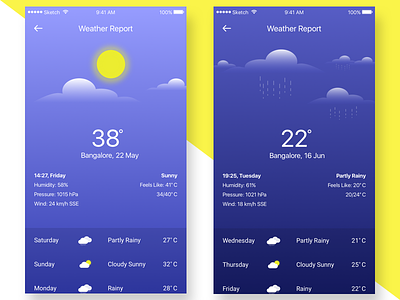 Sketch 9:41 AM 100%
Weather Report
38°
Bangalore, 22 May
14:27, Friday Sunny
Humidity: 58% Feels Like: 41°C
Pressure: 1015 hPa 34/40°C
Wind: 24 km/h SSE
Saturday Partly Rainy 27°C
Sunday Cloudy Sunny 32°C
Monday Rainy 18°C
Sketch 9:41 AM 100%
Weather Report
22°
Bangalore, 16 Jun
19:25, Tuesday Partly Rainy
Humidity: 61% Feels Like: 20°C
Pressure: 1021 hPa 20/24°C
Wind: 18 km/h SSE
Wednesday Partly Rainy 21°C
Thursday Cloudy Sunny 25°C
Friday Rainy 22°C